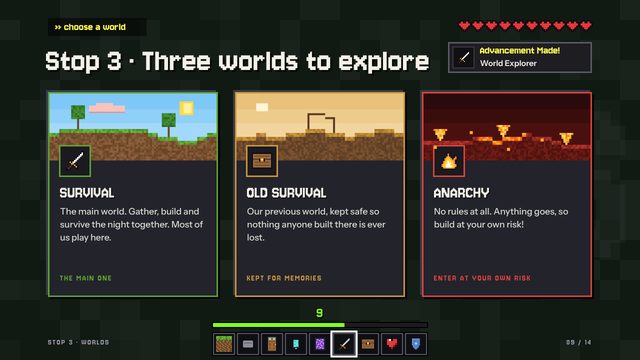 » choose a world
Stop 3 · Three worlds to explore
Advancement Made!
World Explorer
SURVIVAL
The main world. Gather, build and
survive the night together. Most of
us play here.
THE MAIN ONE
OLD SURVIVAL
Our previous world, kept safe so
nothing anyone built there is ever
lost.
KEPT FOR MEMORIES
ANARCHY
No rules at all. Anything goes, so
build at your own risk!
ENTER AT YOUR OWN RISK
9
STOP 3 · WORLDS
09 / 14